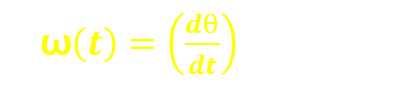 ω(t) = (dθ/dt)